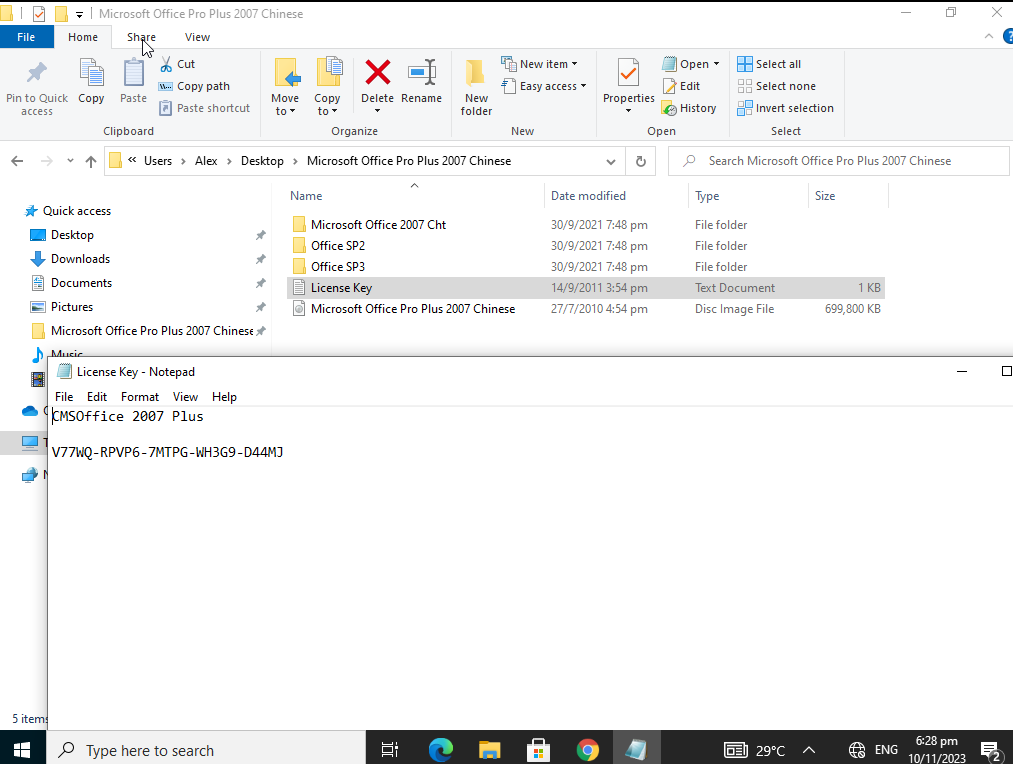 Microsoft Office Pro Plus 2007 Chinese
File Home Share View
Pin to Quick access
Copy
Paste
Cut
Copy path
Paste shortcut
Clipboard
Move to
Copy to
Delete
Rename
Organize
New folder
New item
Easy access
New
Properties
Open
Edit
History
Open
Select all
Select none
Invert selection
Select
« Users › Alex › Desktop › Microsoft Office Pro Plus 2007 Chinese
Search Microsoft Office Pro Plus 2007 Chinese
Quick access
Desktop
Downloads
Documents
Pictures
Microsoft Office Pro Plus 2007 Chinese
Music
Name Date modified Type Size
Microsoft Office 2007 Cht 30/9/2021 7:48 pm File folder
Office SP2 30/9/2021 7:48 pm File folder
Office SP3 30/9/2021 7:48 pm File folder
License Key 14/9/2011 3:54 pm Text Document 1 KB
Microsoft Office Pro Plus 2007 Chinese 27/7/2010 4:54 pm Disc Image File 699,800 KB
License Key - Notepad
File Edit Format View Help
CMSOffice 2007 Plus
V77WQ-RPVP6-7MTPG-WH3G9-D44MJ
5 items
Type here to search
29°C
ENG
6:28 pm
10/11/2023
2